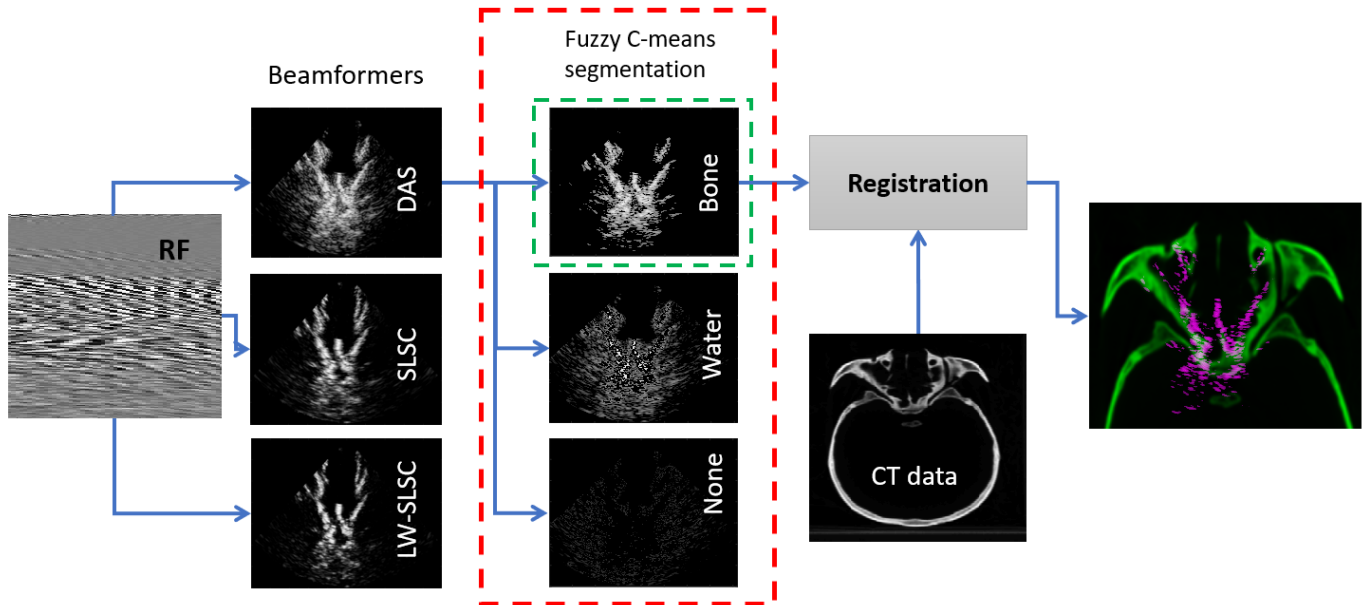 RF
Beamformers
DAS
SLSC
LW-SLSC
Fuzzy C-means
segmentation
Bone
Water
None
Registration
CT data